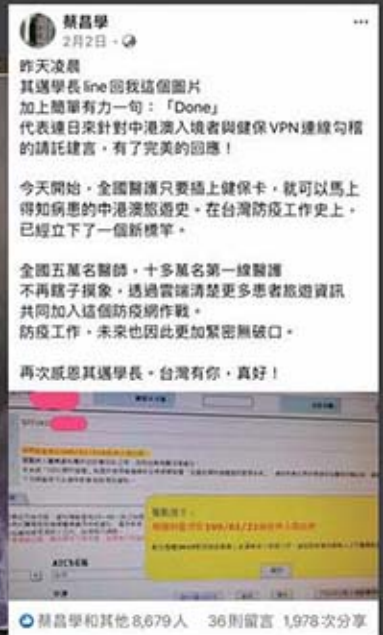 蔡昌學
2月2日
昨天凌晨
其邁學長line回我這個圖片
加上簡單有力一句：「Done」
代表連日來針對中港澳入境者與健保VPN連線勾稽
的請託建言，有了完美的回應！
今天開始，全國醫護只要插上健保卡，就可以馬上
得知病患的中港澳旅遊史。在台灣防疫工作史上，
已經立下了一個新標竿。
全國五萬名醫師，十多萬名第一線醫護
不再瞎子摸象，透過雲端清楚更多患者旅遊資訊
共同加入這個防疫網作戰。
防疫工作，未來也因此更加緊密無破口。
再次感恩其邁學長。台灣有你，真好！
蔡昌學和其他8,679人 36則留言 1,978次分享